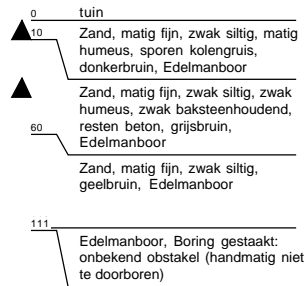 0
tuin
10
Zand, matig fijn, zwak siltig, matig
humeus, sporen kolengruis,
donkerbruin, Edelmanboor
Zand, matig fijn, zwak siltig, zwak
humeus, zwak baksteenhoudend,
resten beton, grijsbruin,
Edelmanboor
60
Zand, matig fijn, zwak siltig,
geelbruin, Edelmanboor
111
Edelmanboor, Boring gestaakt:
onbekend obstakel (handmatig niet
te doorboren)